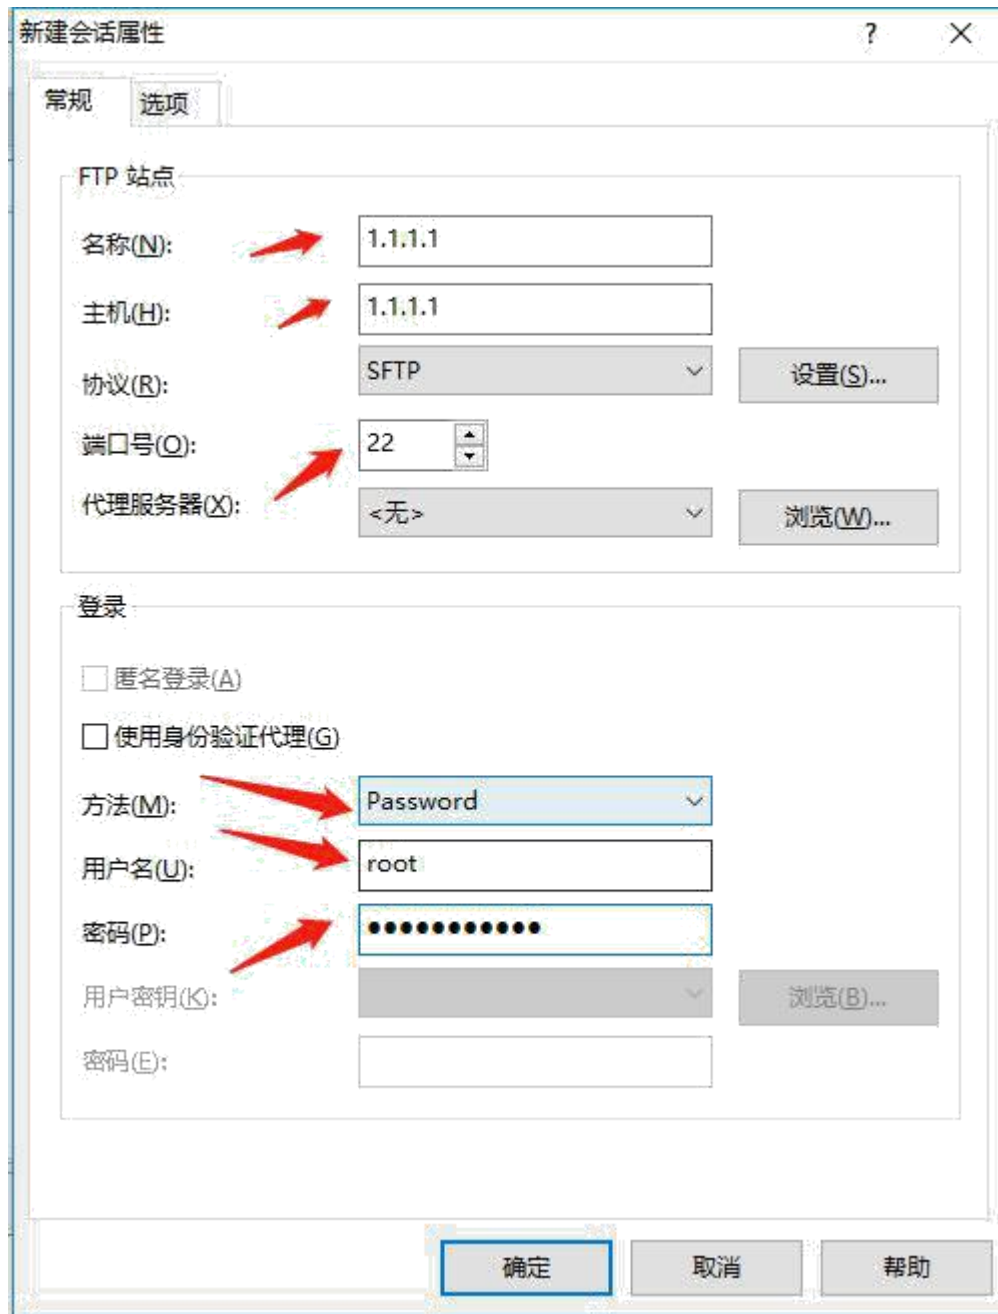 新建会话属性
常规 选项
FTP 站点
名称(N): 1.1.1.1
主机(H): 1.1.1.1
协议(R): SFTP 设置(S)...
端口号(O): 22
代理服务器(X): <无> 浏览(W)...
登录
匿名登录(A)
使用身份验证代理(G)
方法(M): Password
用户名(U): root
密码(P): ●●●●●●●●●●●
用户密钥(K): 浏览(B)...
密码(E):
确定 取消 帮助